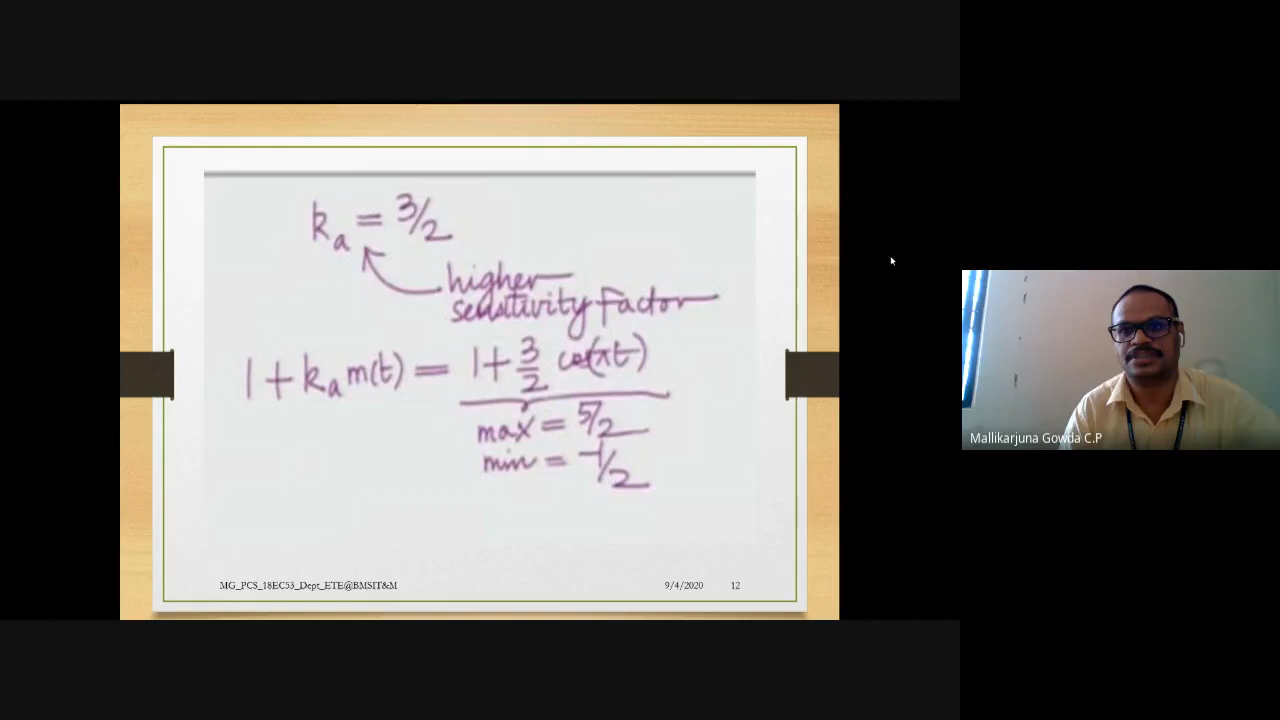 kₐ = 3/2
higher
sensitivity Factor
1 + kₐ m(t) = 1 + 3/2 cos(πt)
max = 5/2
min = -1/2
MG_PCS_18EC53_Dept_ETE@BMSIT&M 9/4/2020 12
Mallikarjuna Gowda C.P